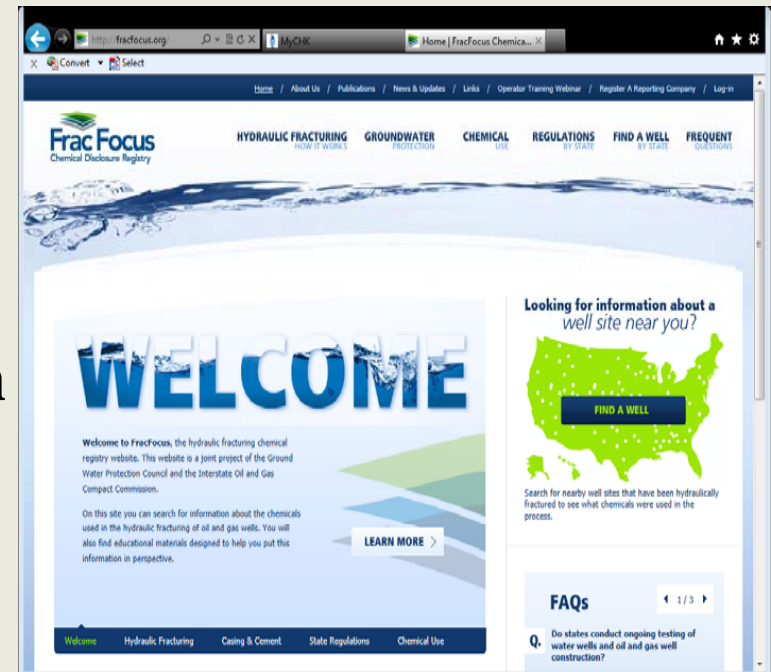 http://fracfocus.org/
MyCHK
Home | FracFocus Chemica...
X Convert Select
Home / About Us / Publications / News & Updates / Links / Operator Training Webinar / Register A Reporting Company / Log-in
FracFocus
Chemical Disclosure Registry
HYDRAULIC FRACTURING
HOW IT WORKS
GROUNDWATER
PROTECTION
CHEMICAL
USE
REGULATIONS
BY STATE
FIND A WELL
BY STATE
FREQUENT
QUESTIONS
WELCOME
Welcome to FracFocus, the hydraulic fracturing chemical
registry website. This website is a joint project of the Ground
Water Protection Council and the Interstate Oil and Gas
Compact Commission.
On this site you can search for information about the chemicals
used in the hydraulic fracturing of oil and gas wells. You will
also find educational materials designed to help you put this
information in perspective.
LEARN MORE >
Welcome Hydraulic Fracturing Casing & Cement State Regulations Chemical Use
Looking for information about a
well site near you?
FIND A WELL
Search for nearby well sites that have been hydraulically
fractured to see what chemicals were used in the
process.
FAQs
1/3
Q. Do states conduct ongoing testing of
water wells and oil and gas well
construction?